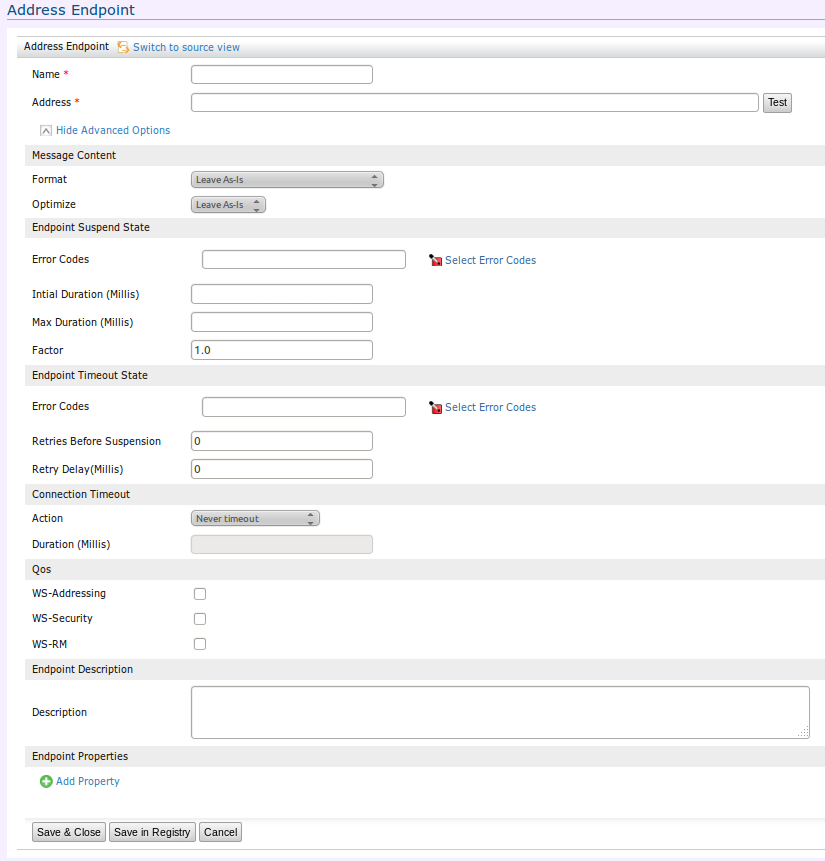 Address Endpoint
Address Endpoint Switch to source view
Name *
Address * Test
Hide Advanced Options
Message Content
Format Leave As-Is
Optimize Leave As-Is
Endpoint Suspend State
Error Codes Select Error Codes
Intial Duration (Millis)
Max Duration (Millis)
Factor 1.0
Endpoint Timeout State
Error Codes Select Error Codes
Retries Before Suspension 0
Retry Delay(Millis) 0
Connection Timeout
Action Never timeout
Duration (Millis)
Qos
WS-Addressing
WS-Security
WS-RM
Endpoint Description
Description
Endpoint Properties
Add Property
Save & Close Save in Registry Cancel